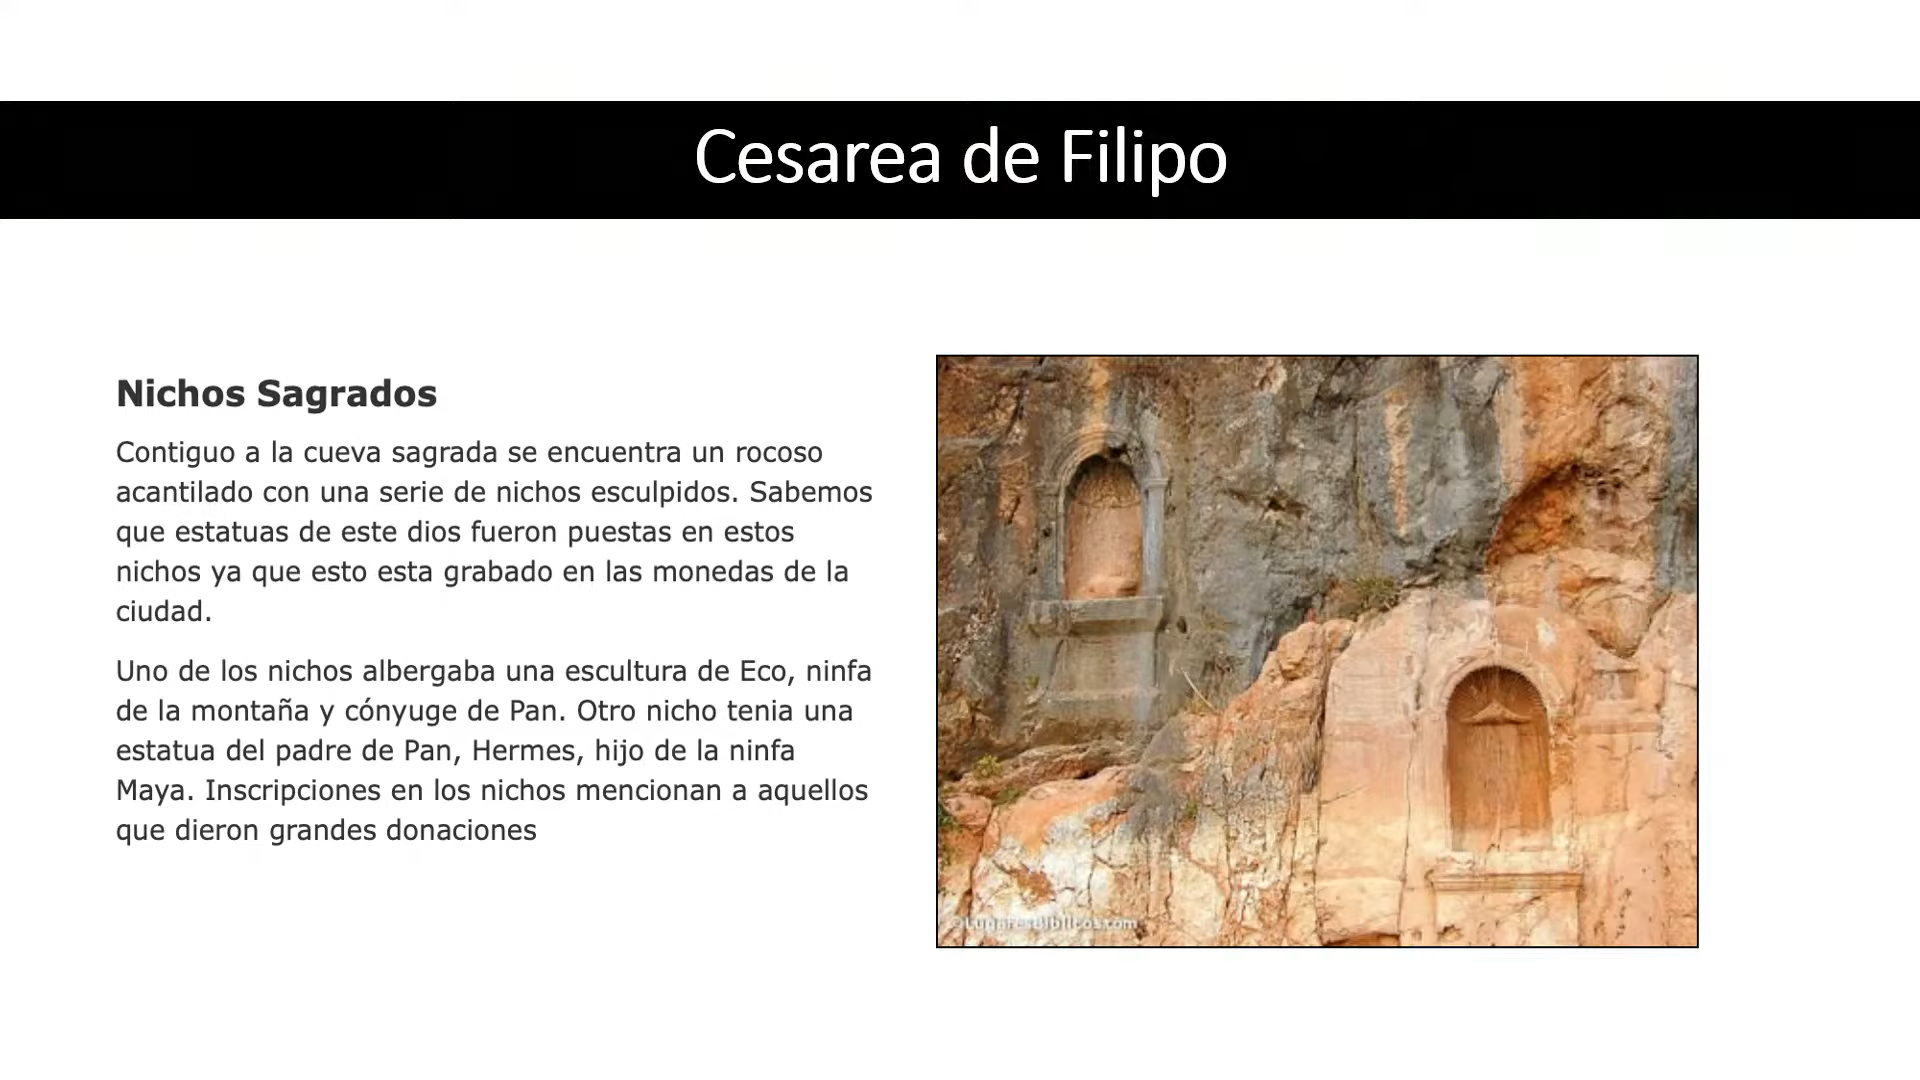 Cesarea de Filipo
Nichos Sagrados
Contiguo a la cueva sagrada se encuentra un rocoso
acantilado con una serie de nichos esculpidos. Sabemos
que estatuas de este dios fueron puestas en estos
nichos ya que esto esta grabado en las monedas de la
ciudad.
Uno de los nichos albergaba una escultura de Eco, ninfa
de la montaña y cónyuge de Pan. Otro nicho tenia una
estatua del padre de Pan, Hermes, hijo de la ninfa
Maya. Inscripciones en los nichos mencionan a aquellos
que dieron grandes donaciones
©LugaresBiblicos.com